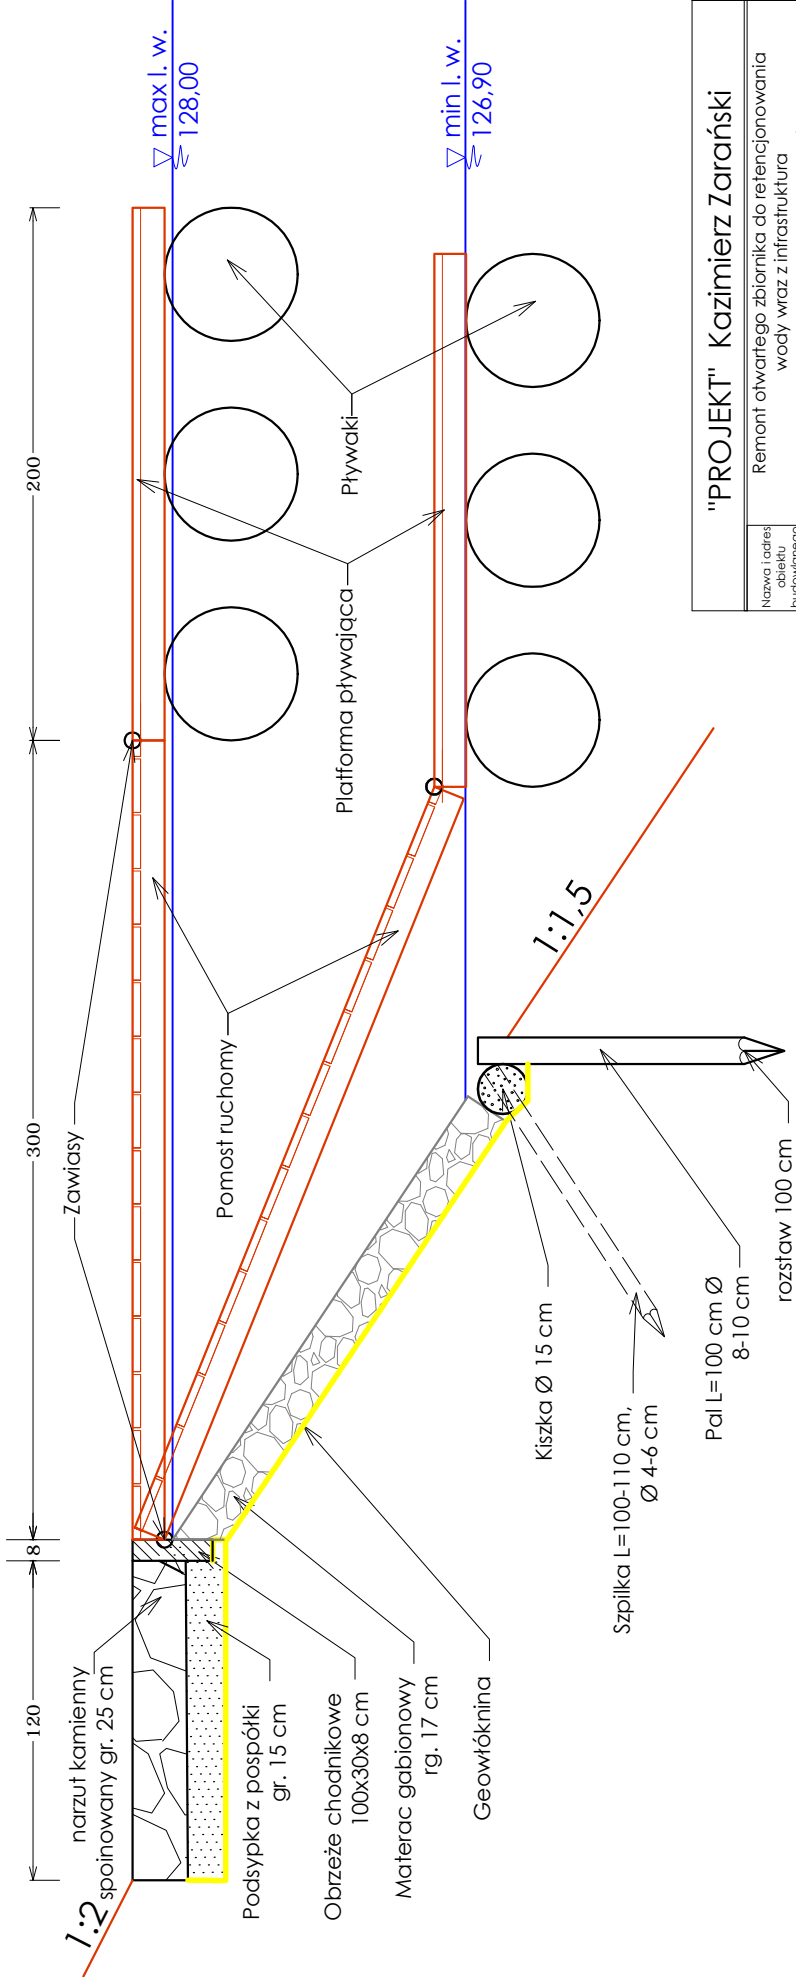 120
8
300
200
1:2
narzut kamienny
spoinowany gr. 25 cm
Podsypka z pospółki
gr. 15 cm
Obrzeże chodnikowe
100x30x8 cm
Materac gabionowy
rg. 17 cm
Geowłóknina
Zawiasy
Pomost ruchomy
Platforma pływająca
Pływaki
max l. w.
128,00
min l. w.
126,90
1:1,5
Kiszka Ø 15 cm
Szpilka L=100-110 cm,
Ø 4-6 cm
Pal L=100 cm Ø
8-10 cm
rozstaw 100 cm
"PROJEKT" Kazimierz Zarański
Nazwa i adres
obiektu
budowlanego
Remont otwartego zbiornika do retencjonowania
wody wraz z infrastruktura